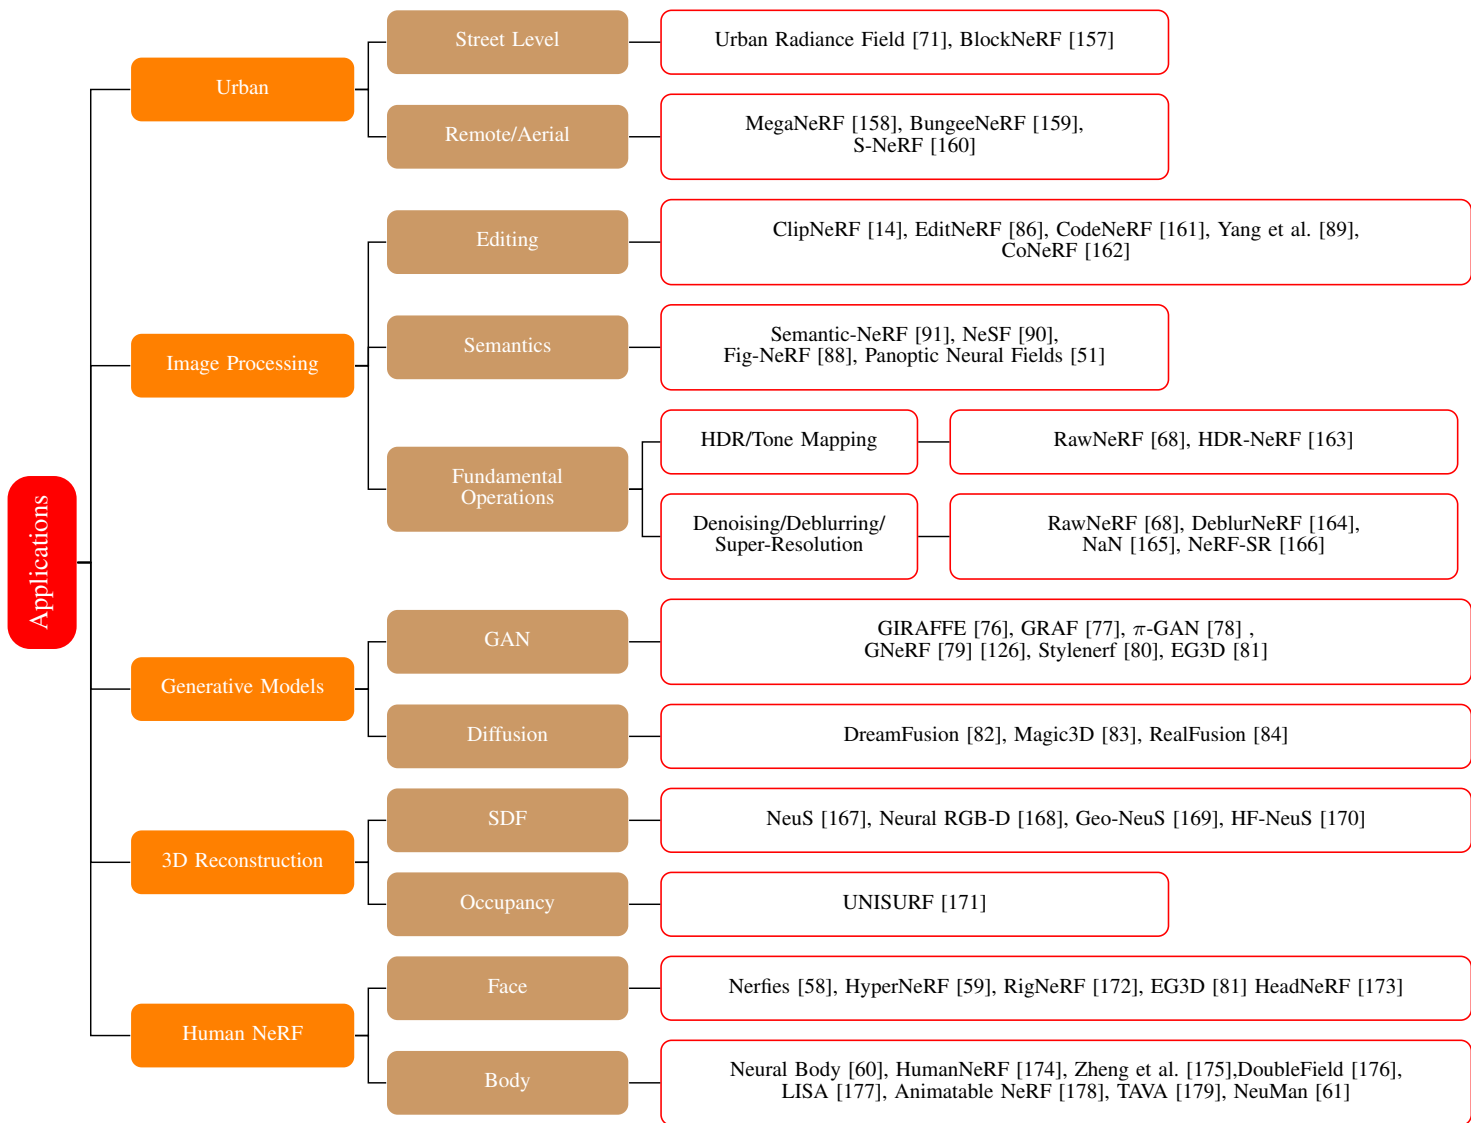 Applications
Urban
Street Level
Urban Radiance Field [71], BlockNeRF [157]
Remote/Aerial
MegaNeRF [158], BungeeNeRF [159],
S-NeRF [160]
Image Processing
Editing
ClipNeRF [14], EditNeRF [86], CodeNeRF [161], Yang et al. [89],
CoNeRF [162]
Semantics
Semantic-NeRF [91], NeSF [90],
Fig-NeRF [88], Panoptic Neural Fields [51]
Fundamental
Operations
HDR/Tone Mapping
RawNeRF [68], HDR-NeRF [163]
Denoising/Deblurring/
Super-Resolution
RawNeRF [68], DeblurNeRF [164],
NaN [165], NeRF-SR [166]
Generative Models
GAN
GIRAFFE [76], GRAF [77], π-GAN [78] ,
GNeRF [79] [126], Stylenerf [80], EG3D [81]
Diffusion
DreamFusion [82], Magic3D [83], RealFusion [84]
3D Reconstruction
SDF
NeuS [167], Neural RGB-D [168], Geo-NeuS [169], HF-NeuS [170]
Occupancy
UNISURF [171]
Human NeRF
Face
Nerfies [58], HyperNeRF [59], RigNeRF [172], EG3D [81] HeadNeRF [173]
Body
Neural Body [60], HumanNeRF [174], Zheng et al. [175],DoubleField [176],
LISA [177], Animatable NeRF [178], TAVA [179], NeuMan [61]